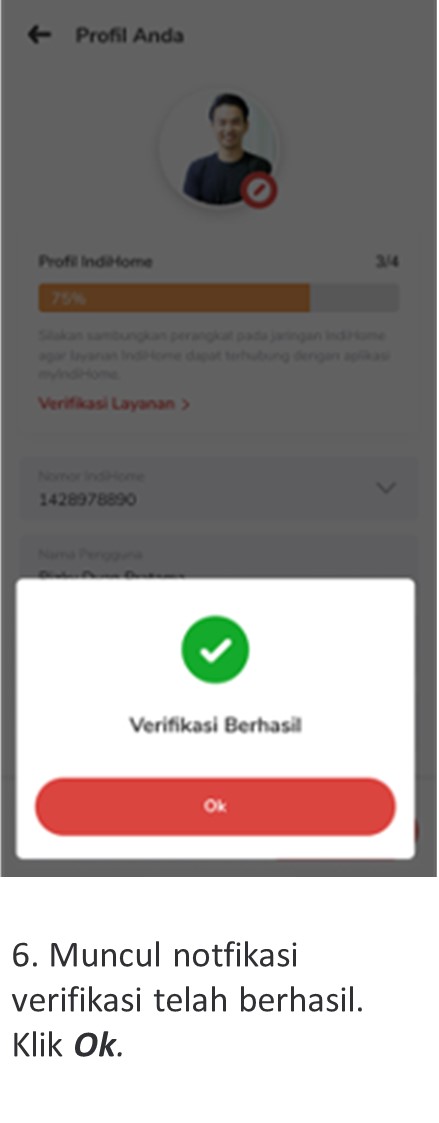 Profil Anda
Profil IndiHome 3/4
75%
Silakan sambungkan perangkat pada jaringan IndiHome
agar layanan IndiHome dapat terhubung dengan aplikasi
myIndiHome.
Verifikasi Layanan >
Nomor IndiHome
1428978890
Nama Pengguna
Verifikasi Berhasil
Ok
6. Muncul notfikasi
verifikasi telah berhasil.
Klik Ok.